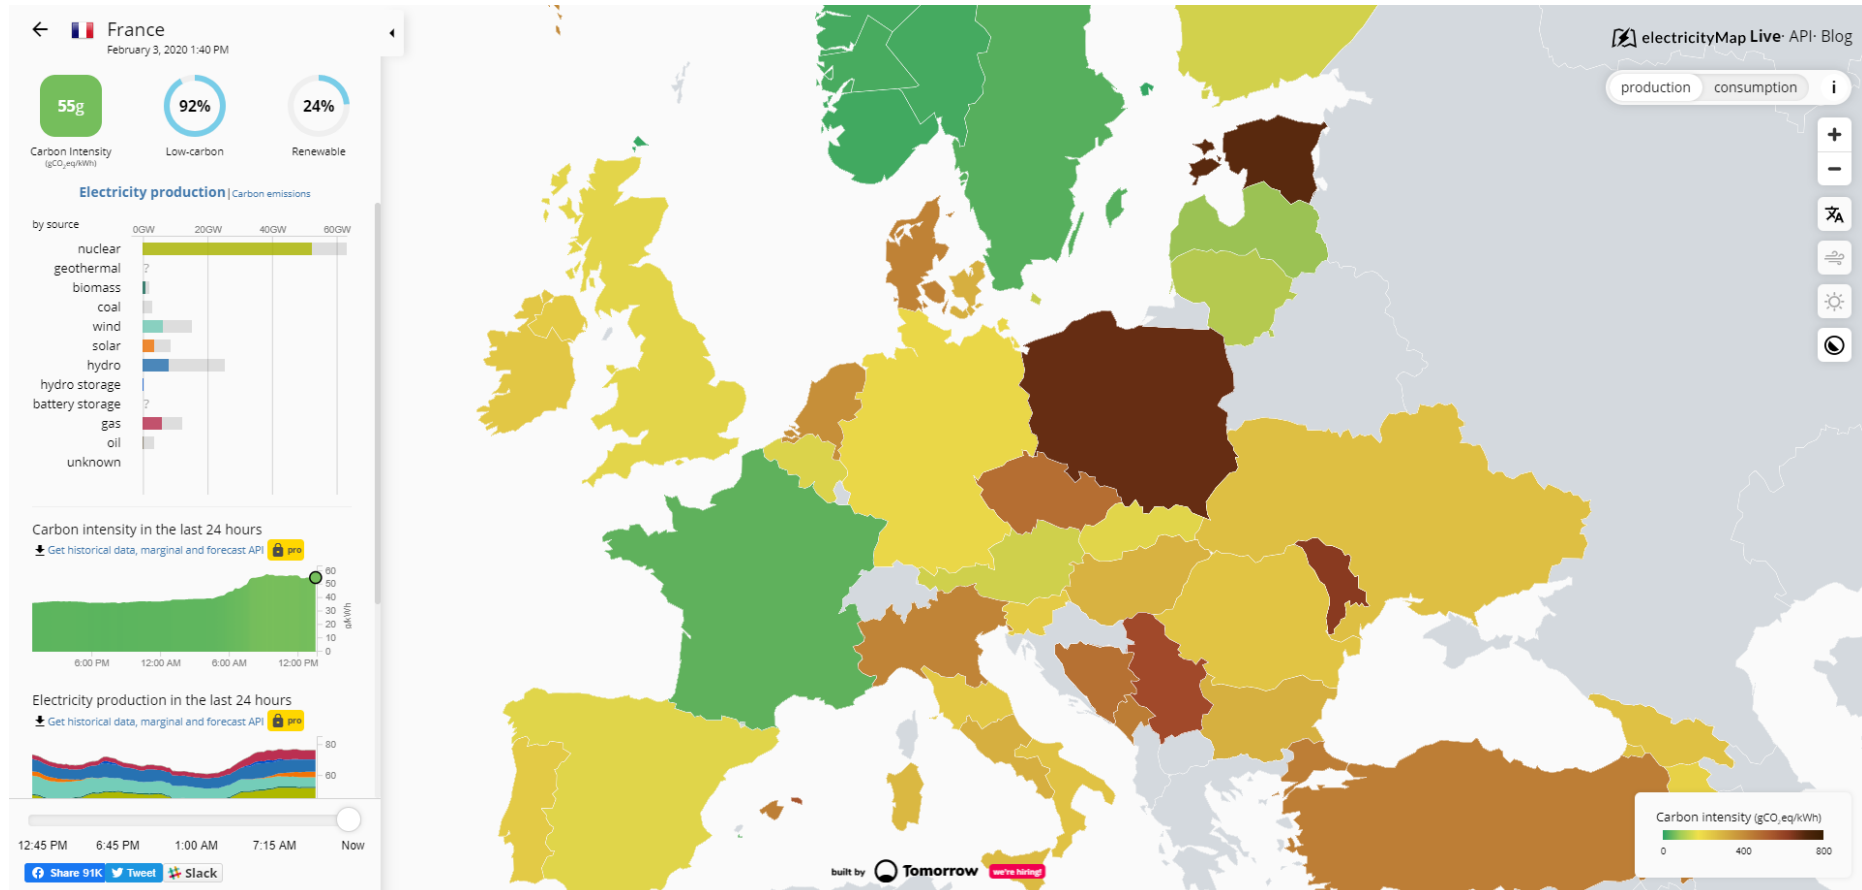 France
February 3, 2020 1:40 PM
55g
92%
24%
Carbon Intensity
(gCO₂eq/kWh)
Low-carbon
Renewable
Electricity production|Carbon emissions
by source
0GW 20GW 40GW 60GW
nuclear
geothermal ?
biomass
coal
wind
solar
hydro
hydro storage
battery storage ?
gas
oil
unknown
Carbon intensity in the last 24 hours
Get historical data, marginal and forecast API pro
60
50
40
30
20
10
0
g/kWh
6:00 PM 12:00 AM 6:00 AM 12:00 PM
Electricity production in the last 24 hours
Get historical data, marginal and forecast API pro
80
60
12:45 PM 6:45 PM 1:00 AM 7:15 AM Now
Share 91K Tweet Slack
electricityMap Live· API· Blog
production consumption i
+
−
built by Tomorrow we're hiring!
Carbon intensity (gCO₂eq/kWh)
0 400 800